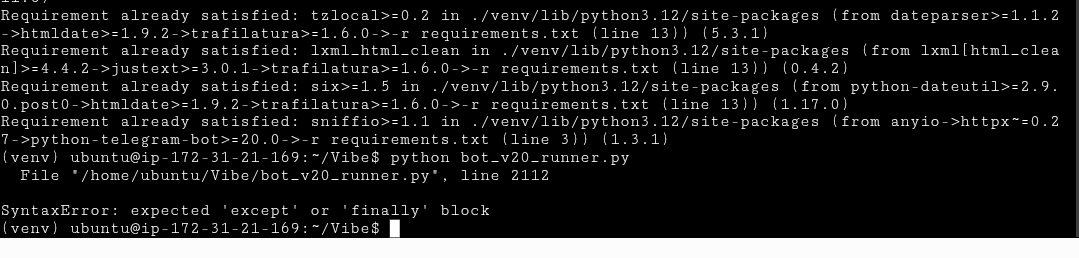 Requirement already satisfied: tzlocal>=0.2 in ./venv/lib/python3.12/site-packages (from dateparser>=1.1.2
->htmldate>=1.9.2->trafilatura>=1.6.0->-r requirements.txt (line 13)) (5.3.1)
Requirement already satisfied: lxml_html_clean in ./venv/lib/python3.12/site-packages (from lxml[html_clea
n]>=4.4.2->justext>=3.0.1->trafilatura>=1.6.0->-r requirements.txt (line 13)) (0.4.2)
Requirement already satisfied: six>=1.5 in ./venv/lib/python3.12/site-packages (from python-dateutil>=2.9.
0.post0->htmldate>=1.9.2->trafilatura>=1.6.0->-r requirements.txt (line 13)) (1.17.0)
Requirement already satisfied: sniffio>=1.1 in ./venv/lib/python3.12/site-packages (from anyio->httpx~=0.2
7->python-telegram-bot>=20.0->-r requirements.txt (line 3)) (1.3.1)
(venv) ubuntu@ip-172-31-21-169:~/Vibe$ python bot_v20_runner.py
  File "/home/ubuntu/Vibe/bot_v20_runner.py", line 2112
SyntaxError: expected 'except' or 'finally' block
(venv) ubuntu@ip-172-31-21-169:~/Vibe$